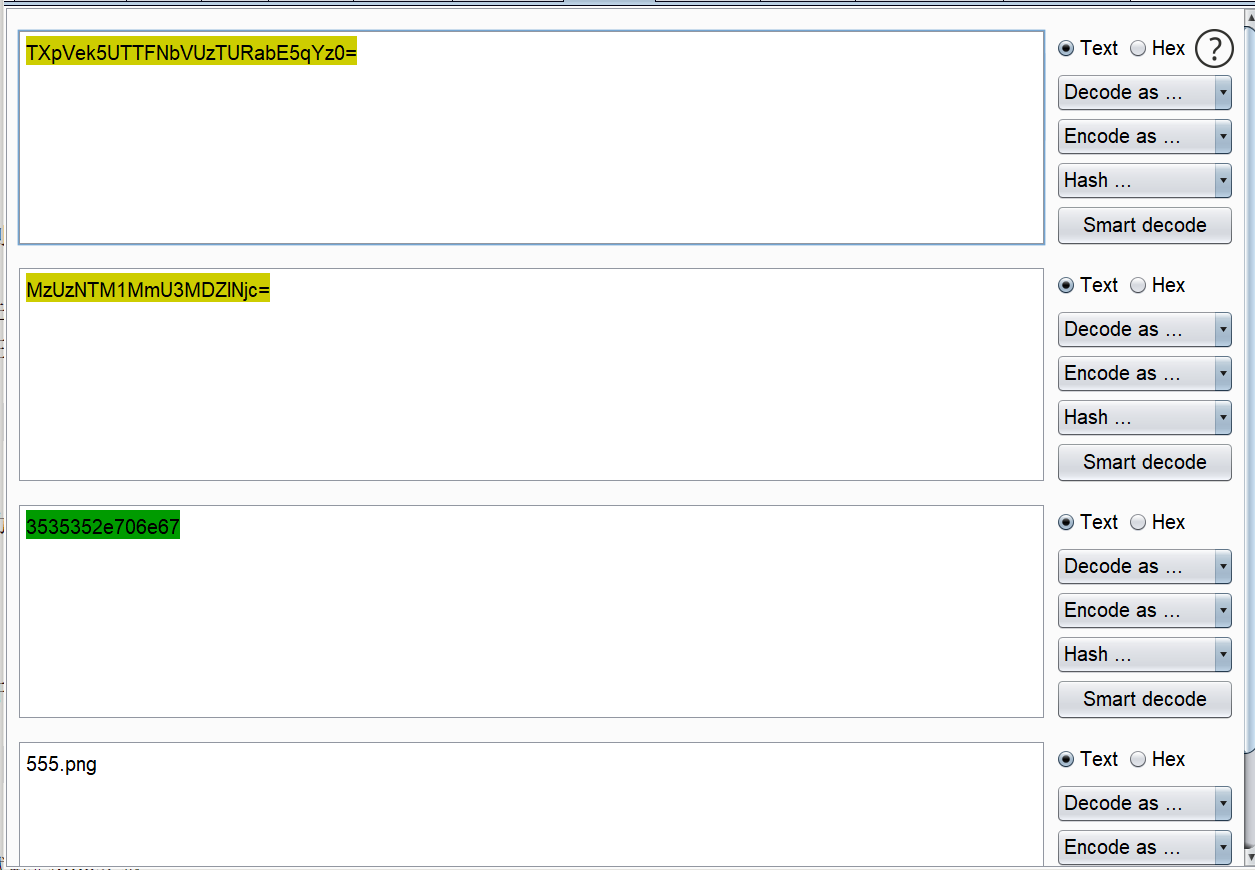 TXpVek5UTTFNbVUzTURabE5qYz0=
Text Hex ?
Decode as ...
Encode as ...
Hash ...
Smart decode
MzUzNTM1MmU3MDZlNjc=
Text Hex
Decode as ...
Encode as ...
Hash ...
Smart decode
3535352e706e67
Text Hex
Decode as ...
Encode as ...
Hash ...
Smart decode
555.png
Text Hex
Decode as ...
Encode as ...